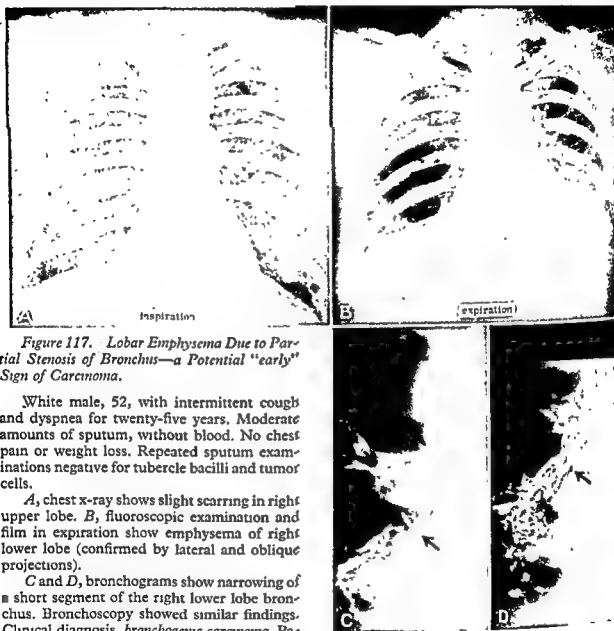 A
inspiration
B
expiration
Figure 117. Lobar Emphysema Due to Par-
tial Stenosis of Bronchus—a Potential "early"
Sign of Carcinoma.
White male, 52, with intermittent cough
and dyspnea for twenty-five years. Moderate
amounts of sputum, without blood. No chest
pain or weight loss. Repeated sputum exam-
inations negative for tubercle bacilli and tumor
cells.
A, chest x-ray shows slight scarring in right
upper lobe. B, fluoroscopic examination and
film in expiration show emphysema of right
lower lobe (confirmed by lateral and oblique
projections).
C and D, bronchograms show narrowing of
short segment of the right lower lobe bron-
chus. Bronchoscopy showed similar findings.
Clinical diagnosis, bronchogenic carcinoma.
C
D